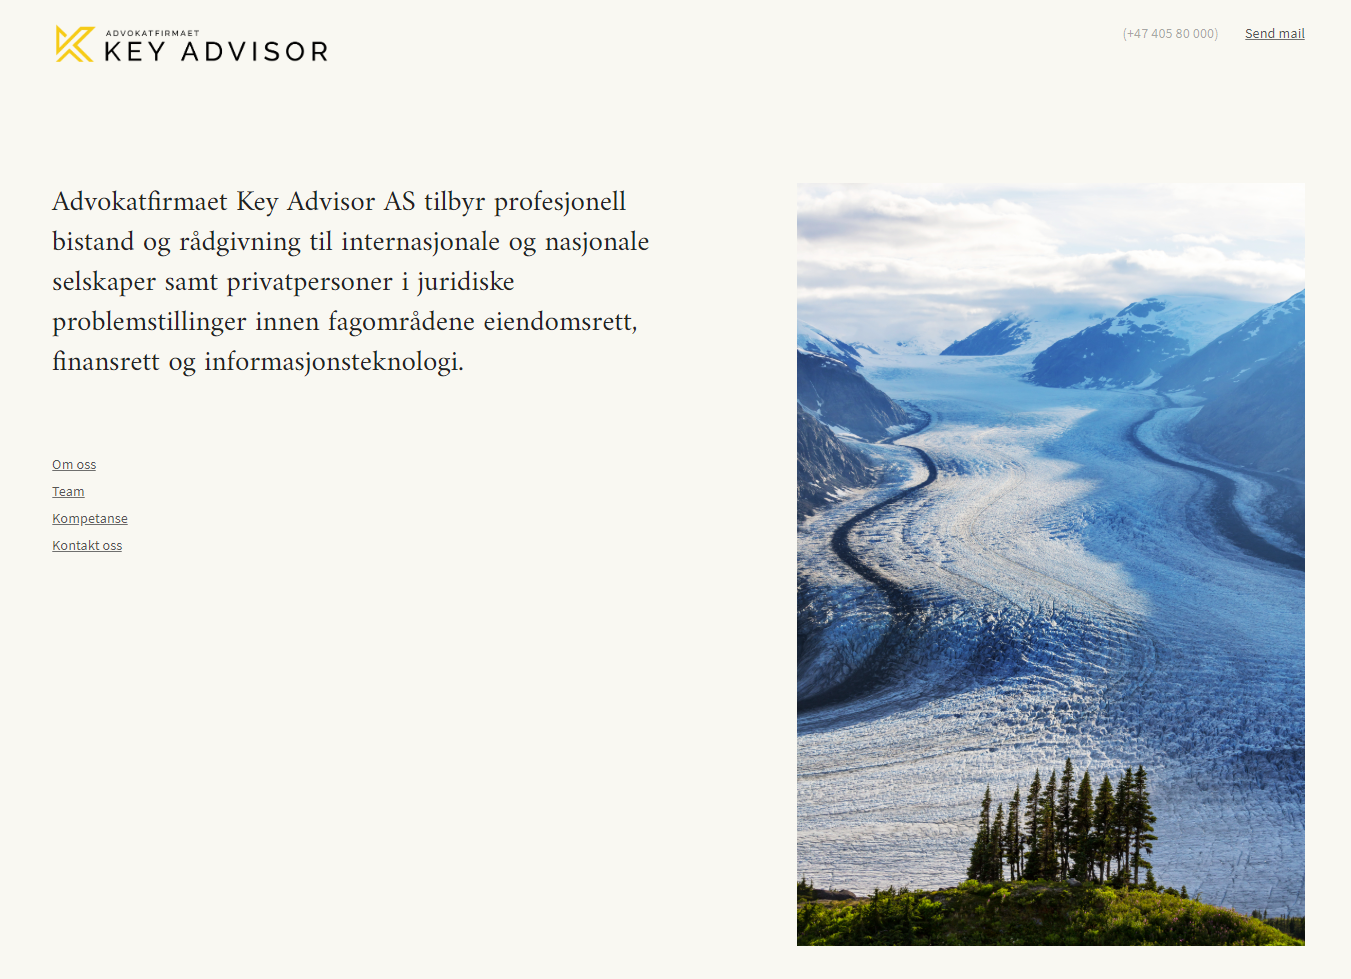 ADVOKATFIRMAET
KEY ADVISOR
(+47 405 80 000) Send mail
Advokatfirmaet Key Advisor AS tilbyr profesjonell
bistand og rådgivning til internasjonale og nasjonale
selskaper samt privatpersoner i juridiske
problemstillinger innen fagområdene eiendomsrett,
finansrett og informasjonsteknologi.
Om oss
Team
Kompetanse
Kontakt oss